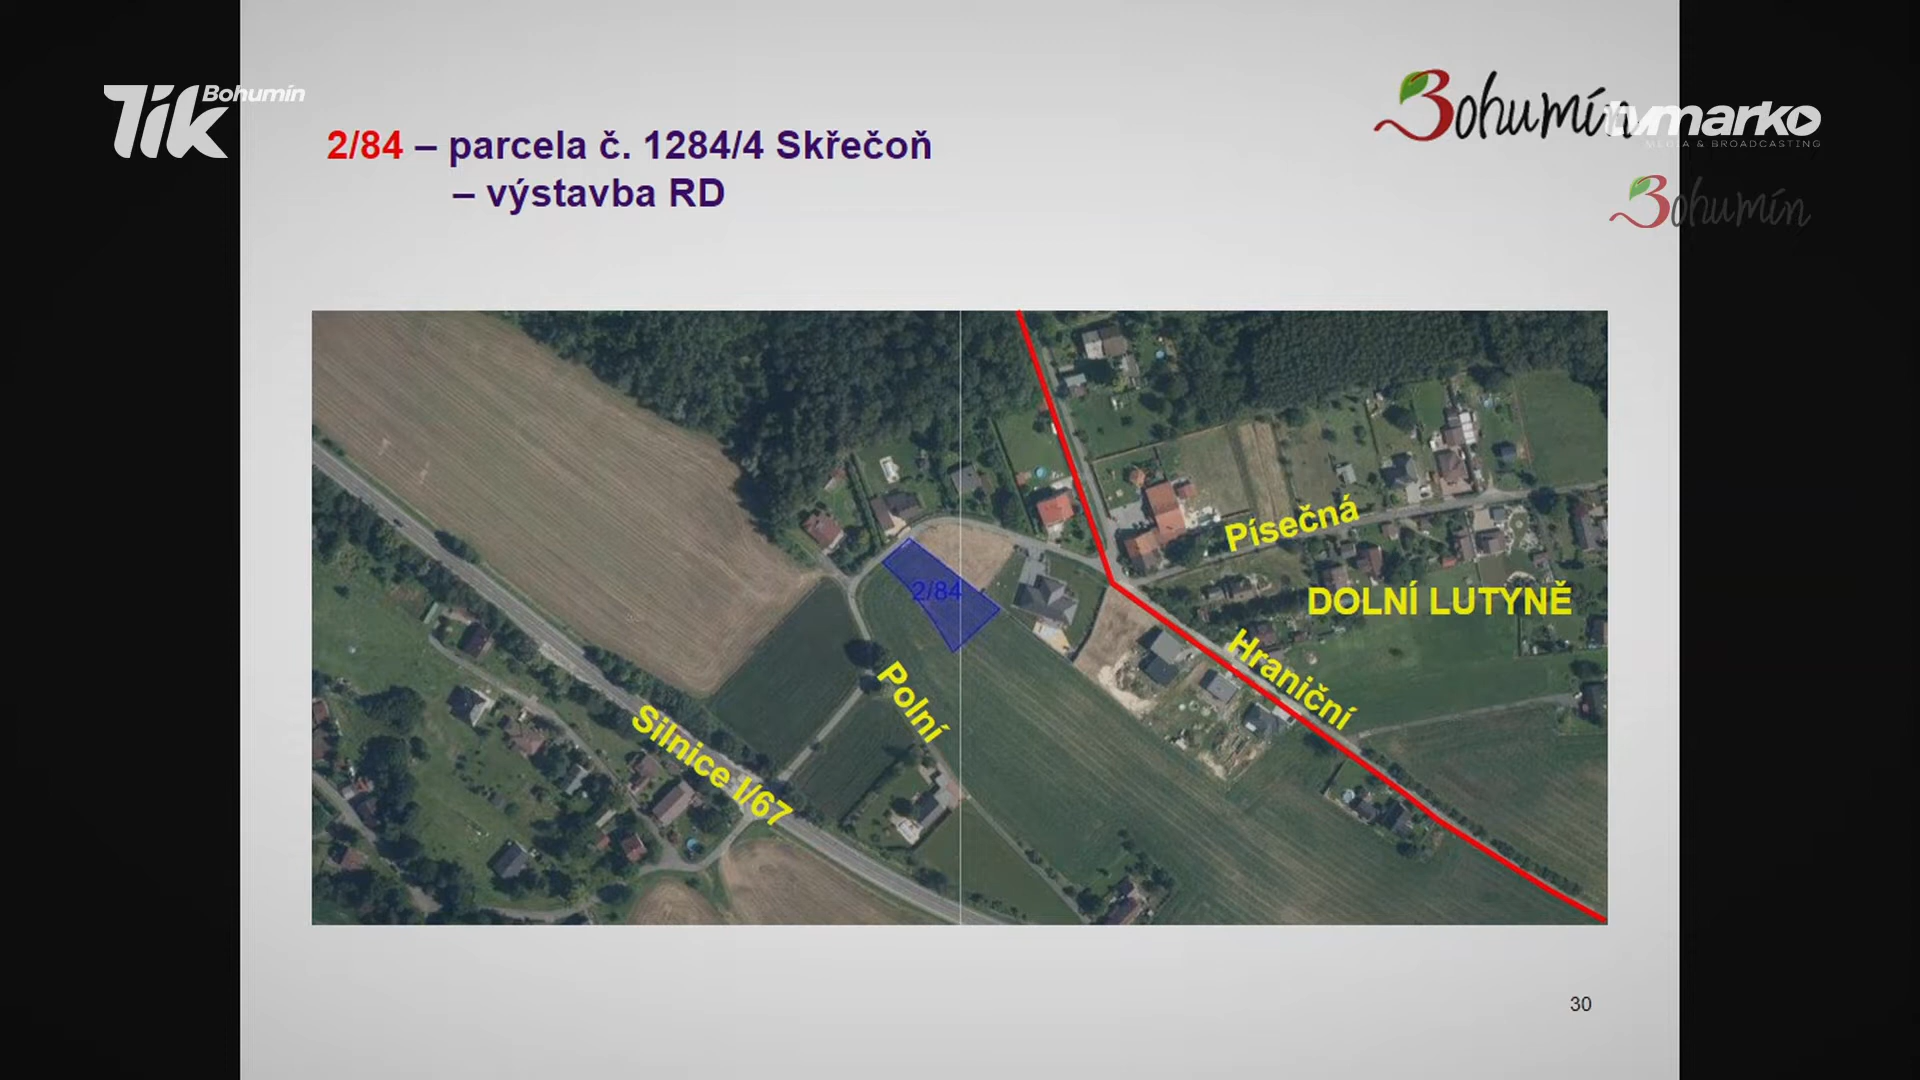 Tik Bohumín
Bohumín
tvmarko
MEDIA & BROADCASTING
Bohumín
2/84 – parcela č. 1284/4 Skřečoň
– výstavba RD
Písečná
2/84
DOLNÍ LUTYNĚ
Hraniční
Polní
Silnice I/67
30